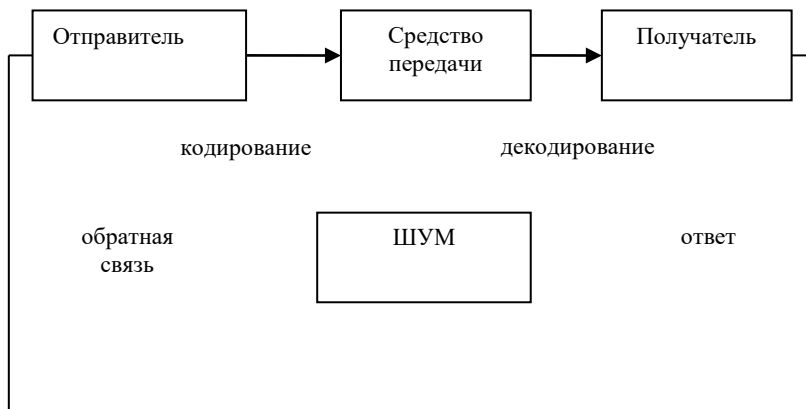 Отправитель
Средство
передачи
Получатель
кодирование
декодирование
обратная
связь
ШУМ
ответ